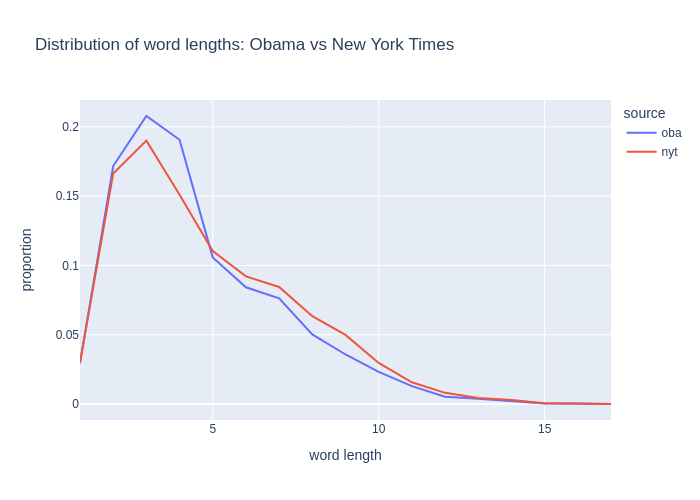 Distribution of word lengths: Obama vs New York Times
source
oba
nyt
0.2
0.15
0.1
0.05
0
proportion
5
10
15
word length